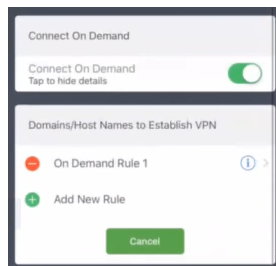 Connect On Demand
Connect On Demand
Tap to hide details
Domains/Host Names to Establish VPN
On Demand Rule 1
Add New Rule
Cancel